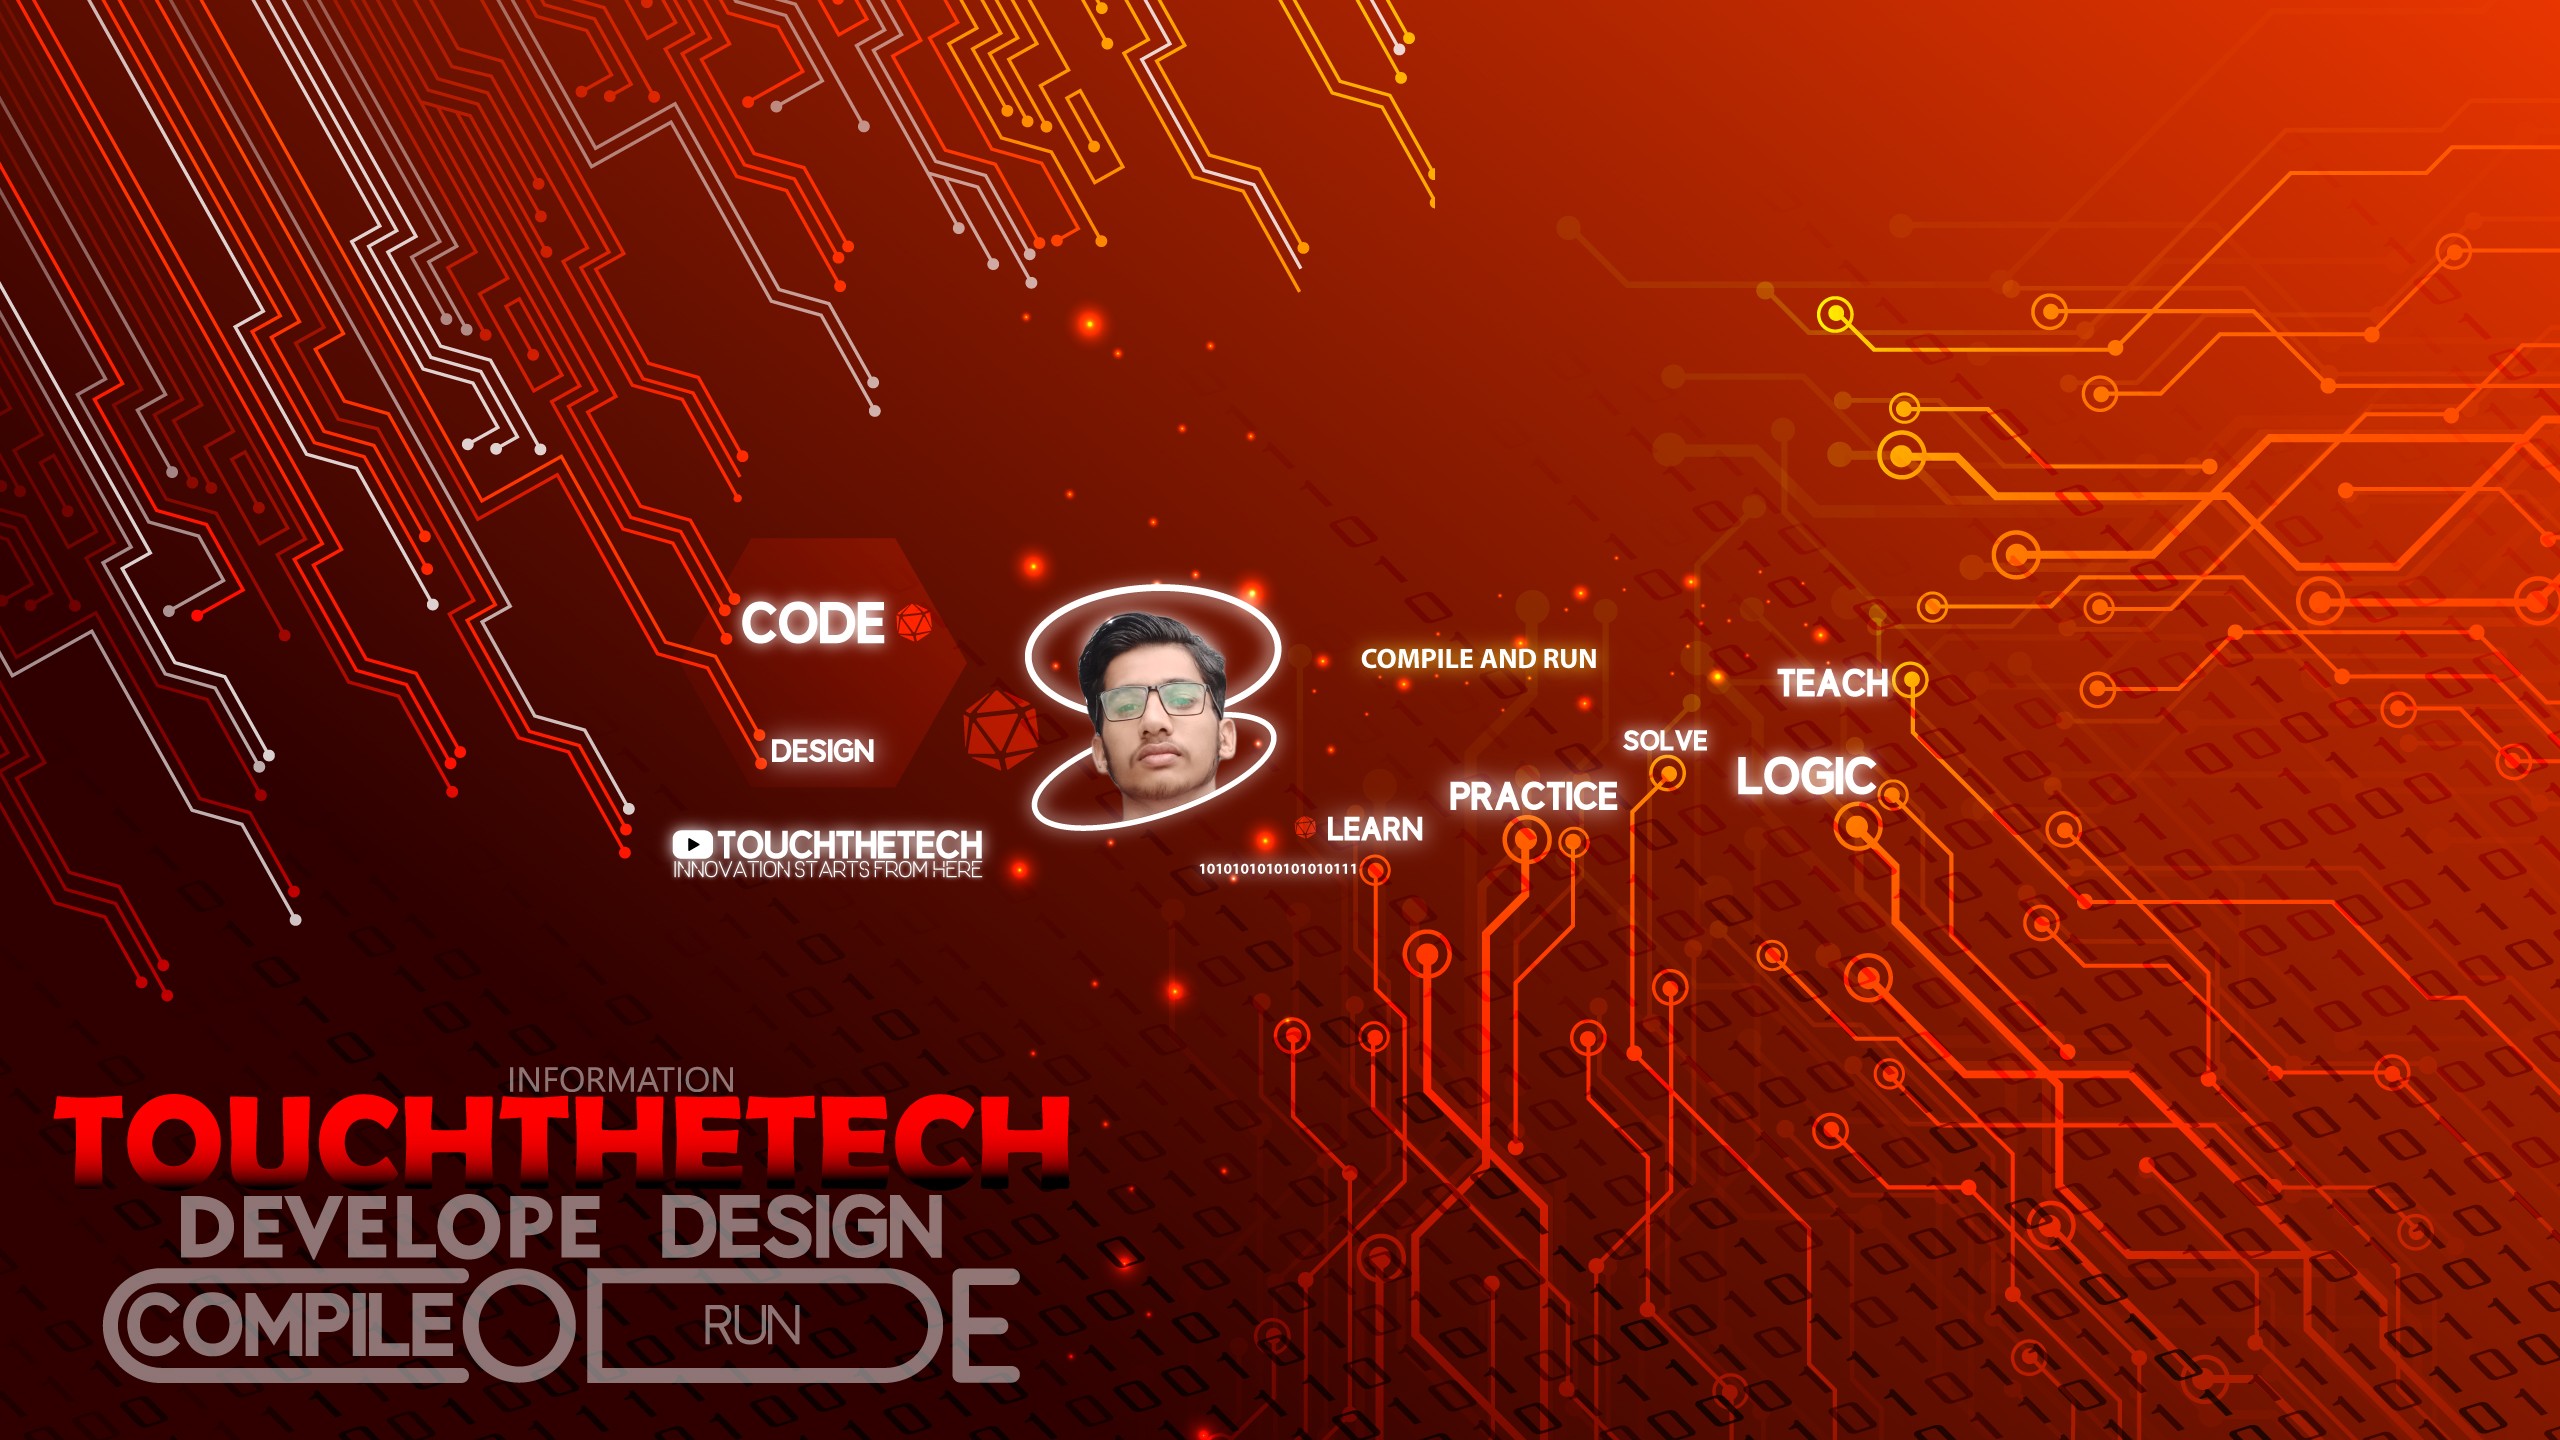 CODE
DESIGN
TOUCHTHETECH
INNOVATION STARTS FROM HERE
COMPILE AND RUN
TEACH
SOLVE
LOGIC
PRACTICE
LEARN
1010101010101010111
INFORMATION
TOUCHTHETECH
DEVELOPE DESIGN
CODE
COMPILE RUN